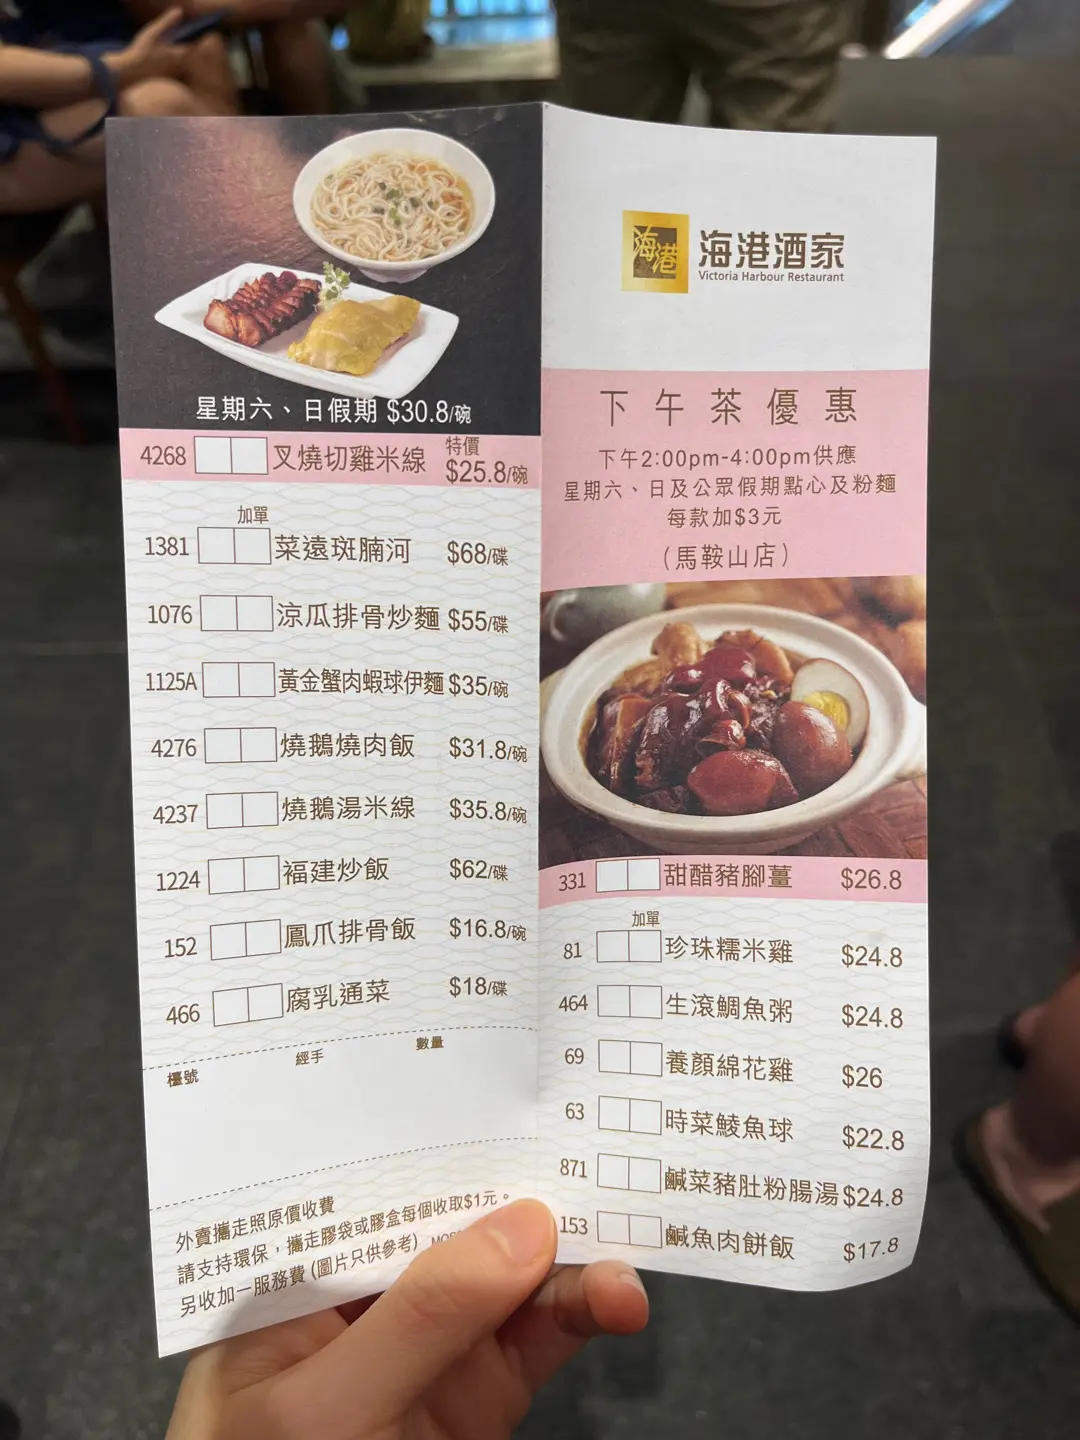 星期六、日假期 $30.8/碗
4268 叉燒切雞米線 特價 $25.8/碗
加單
1381 菜遠斑腩河 $68/碟
1076 涼瓜排骨炒麵 $55/碟
1125A 黃金蟹肉蝦球伊麵 $35/碗
4276 燒鵝燒肉飯 $31.8/碗
4237 燒鵝湯米線 $35.8/碗
1224 福建炒飯 $62/碟
152 鳳爪排骨飯 $16.8/碗
466 腐乳通菜 $18/碟
檯號 經手 數量
外賣攜走照原價收費
請支持環保，攜走膠袋或膠盒每個收取$1元。
另收加一服務費 (圖片只供參考)
海港
海港酒家
Victoria Harbour Restaurant
下午茶優惠
下午2:00pm-4:00pm供應
星期六、日及公眾假期點心及粉麵
每款加$3元
（馬鞍山店）
331 甜醋豬腳薑 $26.8
加單
81 珍珠糯米雞 $24.8
464 生滾鯛魚粥 $24.8
69 養顏綿花雞 $26
63 時菜鯪魚球 $22.8
871 鹹菜豬肚粉腸湯 $24.8
153 鹹魚肉餅飯 $17.8